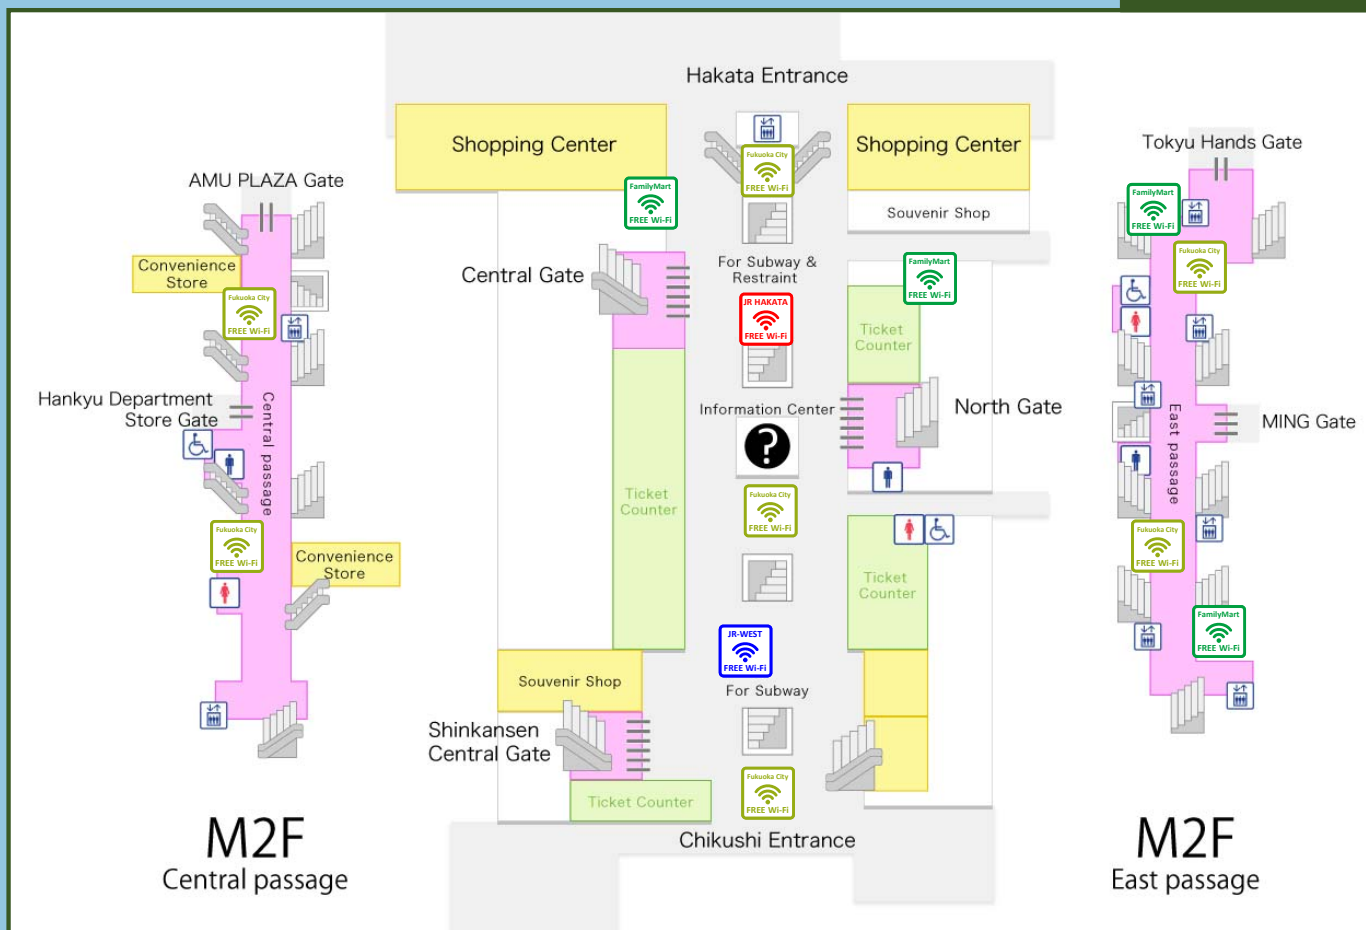 Hakata Entrance
Shopping Center
Shopping Center
Fukuoka City
FREE Wi-Fi
FamilyMart
FREE Wi-Fi
Souvenir Shop
Central Gate
For Subway &
Restraint
FamilyMart
FREE Wi-Fi
JR HAKATA
FREE Wi-Fi
Ticket
Counter
Information Center
?
North Gate
Ticket
Counter
Fukuoka City
FREE Wi-Fi
Ticket
Counter
JR-WEST
FREE Wi-Fi
For Subway
Souvenir Shop
Shinkansen
Central Gate
Ticket Counter
Fukuoka City
FREE Wi-Fi
Chikushi Entrance
AMU PLAZA Gate
Convenience
Store
Fukuoka City
FREE Wi-Fi
Hankyu Department
Store Gate
Central passage
Fukuoka City
FREE Wi-Fi
Convenience
Store
M2F
Central passage
Tokyu Hands Gate
FamilyMart
FREE Wi-Fi
Fukuoka City
FREE Wi-Fi
East passage
MING Gate
Fukuoka City
FREE Wi-Fi
FamilyMart
FREE Wi-Fi
M2F
East passage